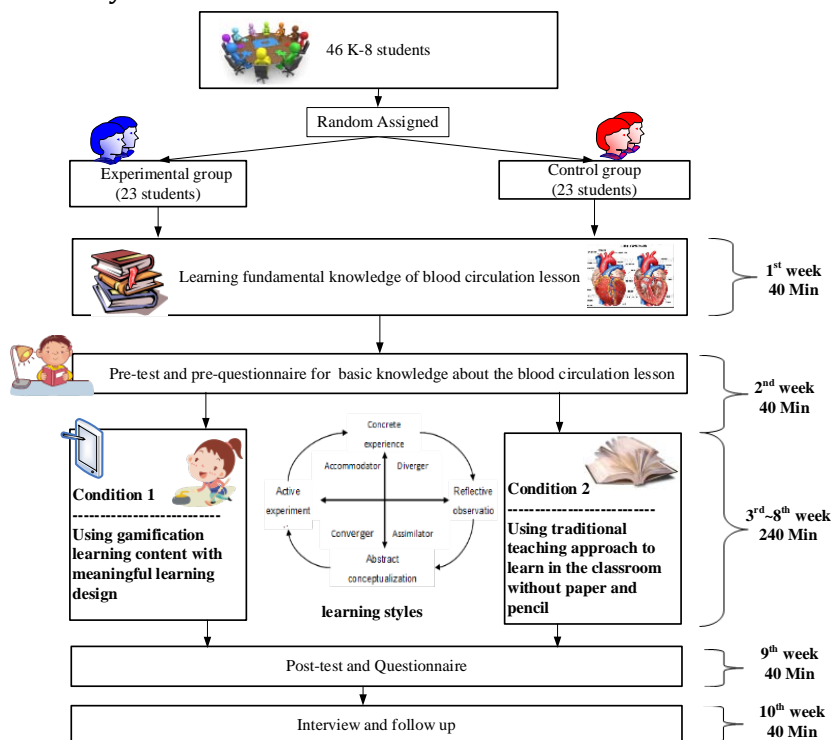 46 K-8 students
Random Assigned
Experimental group
(23 students)
Control group
(23 students)
Learning fundamental knowledge of blood circulation lesson
1st week
40 Min
Pre-test and pre-questionnaire for basic knowledge about the blood circulation lesson
2nd week
40 Min
Condition 1
Using gamification
learning content with
meaningful learning
design
Concrete
experience
Accommodator
Diverger
Active
experiment
Reflective
observatio
Converger
Assimilator
Abstract
conceptualization
learning styles
Condition 2
Using traditional
teaching approach to
learn in the classroom
without paper and
pencil
3rd~8th week
240 Min
Post-test and Questionnaire
9th week
40 Min
Interview and follow up
10th week
40 Min